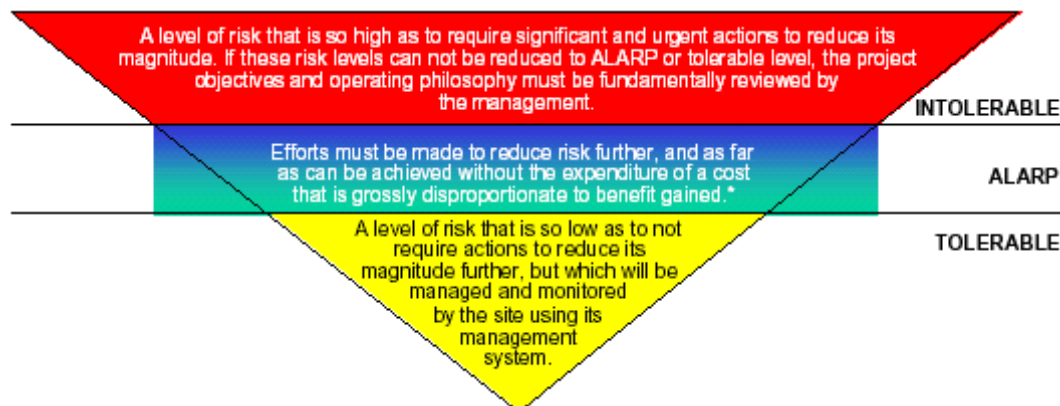 A level of risk that is so high as to require significant and urgent actions to reduce its
magnitude. If these risk levels can not be reduced to ALARP or tolerable level, the project
objectives and operating philosophy must be fundamentally reviewed by
the management.
INTOLERABLE
Efforts must be made to reduce risk further, and as far
as can be achieved without the expenditure of a cost
that is grossly disproportionate to benefit gained.*
ALARP
A level of risk that is so low as to not
require actions to reduce its
magnitude further, but which will be
managed and monitored
by the site using its
management
system.
TOLERABLE